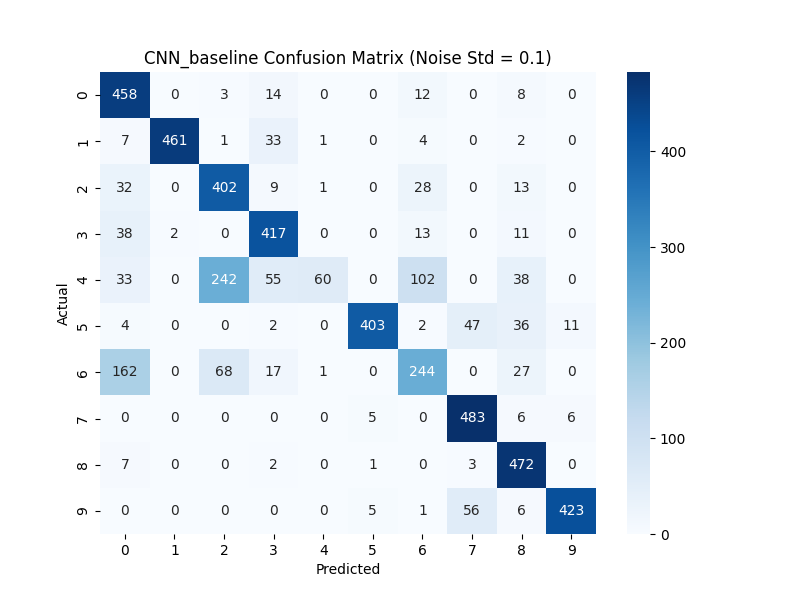 CNN_baseline Confusion Matrix (Noise Std = 0.1)
0 458 0 3 14 0 0 12 0 8 0
1 7 461 1 33 1 0 4 0 2 0
2 32 0 402 9 1 0 28 0 13 0
3 38 2 0 417 0 0 13 0 11 0
4 33 0 242 55 60 0 102 0 38 0
5 4 0 0 2 0 403 2 47 36 11
6 162 0 68 17 1 0 244 0 27 0
7 0 0 0 0 0 5 0 483 6 6
8 7 0 0 2 0 1 0 3 472 0
9 0 0 0 0 0 5 1 56 6 423
0 1 2 3 4 5 6 7 8 9
Predicted
Actual
400
300
200
100
0